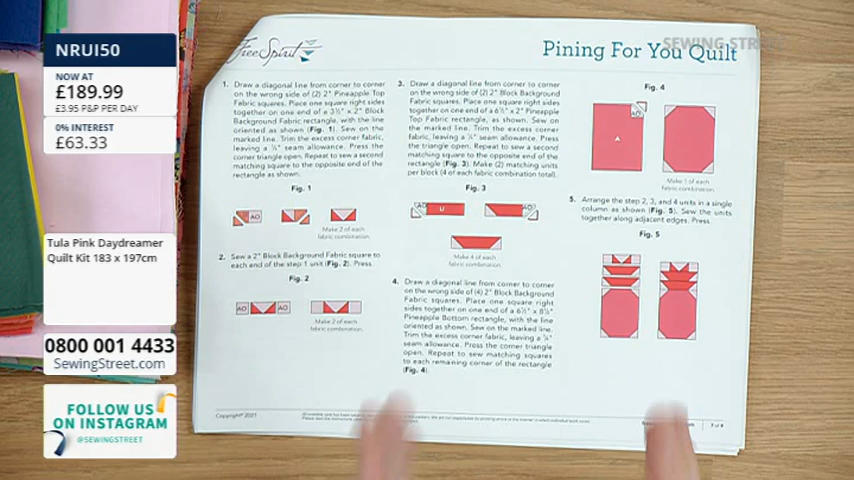 NRUI50
NOW AT
£189.99
£3.95 P&P PER DAY
0% INTEREST
£63.33
Tula Pink Daydreamer
Quilt Kit 183 x 197cm
0800 001 4433
SewingStreet.com
FOLLOW US
ON INSTAGRAM
@SEWINGSTREET
SEWING STREET
FreeSpirit
Pining For You Quilt
1. Draw a diagonal line from corner to corner
on the wrong side of (2) 2" Pineapple Top
Fabric squares. Place one square right sides
together on one end of a 3½" x 2" Block
Background Fabric rectangle, with the line
oriented as shown (Fig. 1). Sew on the
marked line. Trim the excess corner fabric,
leaving a ¼" seam allowance. Press the
corner triangle open. Repeat to sew a second
matching square to the opposite end of the
rectangle as shown.
Fig. 1
AO
Make 2 of each
fabric combination.
2. Sew a 2" Block Background Fabric square to
each end of the step 1 unit (Fig. 2). Press.
Fig. 2
AO
AO
Make 2 of each
fabric combination.
3. Draw a diagonal line from corner to corner
on the wrong side of (2) 2" Block Background
Fabric squares. Place one square right sides
together on one end of a 6½" x 2" Pineapple
Top Fabric rectangle, as shown. Sew on the
marked line. Trim the excess corner fabric,
leaving a ¼" seam allowance. Press the
triangle open. Repeat to sew a second
matching square to the opposite end of the
rectangle (Fig. 3). Make (2) matching units
per block (4 of each fabric combination total).
Fig. 3
AO
U
AO
Make 4 of each
fabric combination.
4. Draw a diagonal line from corner to corner
on the wrong side of (4) 2" Block Background
Fabric squares. Place one square right
sides together on one end of a 6½" x 8½"
Pineapple Bottom rectangle, with the line
oriented as shown. Sew on the marked line.
Trim the excess corner fabric, leaving a ¼"
seam allowance. Press the corner triangle
open. Repeat to sew matching squares
to each remaining corner of the rectangle
(Fig. 4).
Fig. 4
AO
A
Make 1 of each
fabric combination.
5. Arrange the step 2, 3, and 4 units in a single
column as shown (Fig. 5). Sew the units
together along adjacent edges. Press.
Fig. 5
Copyright 2021